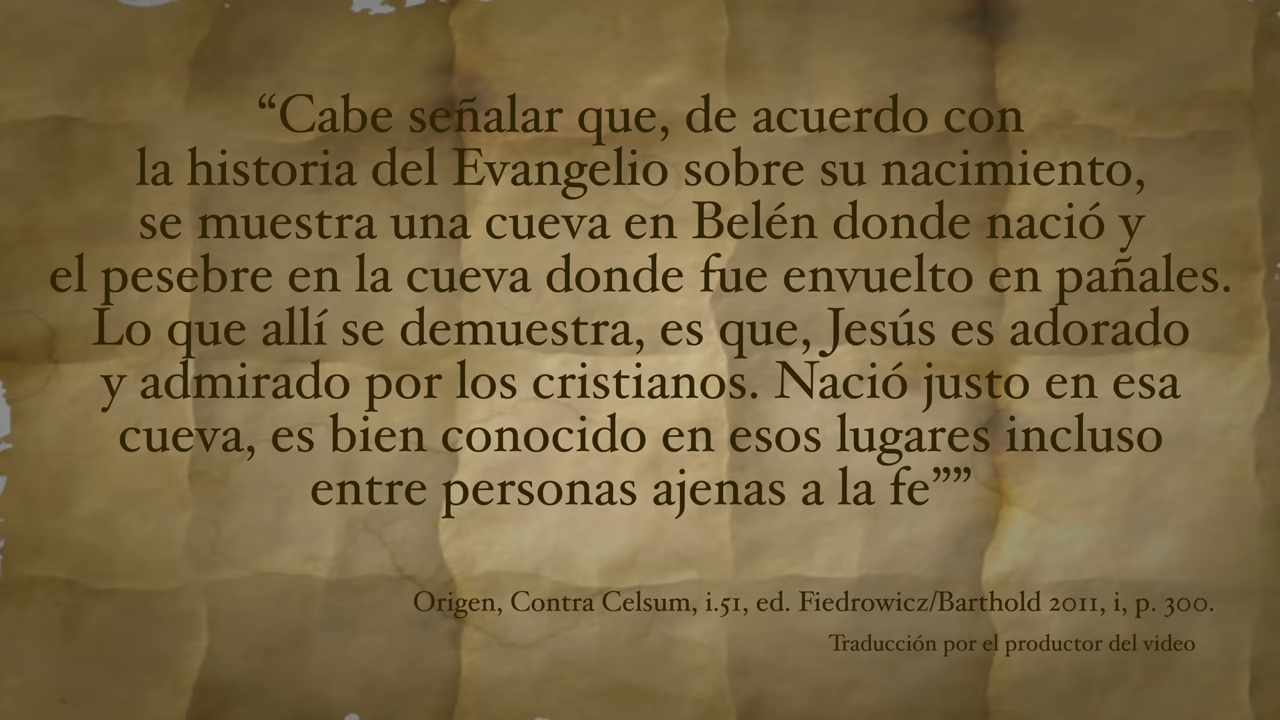 “Cabe señalar que, de acuerdo con
la historia del Evangelio sobre su nacimiento,
se muestra una cueva en Belén donde nació y
el pesebre en la cueva donde fue envuelto en pañales.
Lo que allí se demuestra, es que, Jesús es adorado
y admirado por los cristianos. Nació justo en esa
cueva, es bien conocido en esos lugares incluso
entre personas ajenas a la fe””
Origen, Contra Celsum, i.51, ed. Fiedrowicz/Barthold 2011, i, p. 300.
Traducción por el productor del video